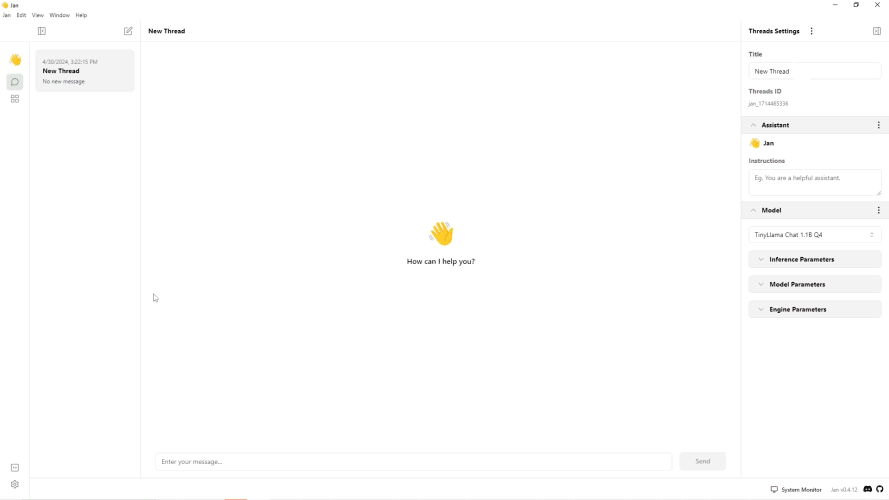 Jan
Jan Edit View Window Help
New Thread
Threads Settings
4/30/2024, 3:22:15 PM
New Thread
No new message
Title
New Thread
Threads ID
jan_1714465336
Assistant
Jan
Instructions
Eg. You are a helpful assistant.
Model
TinyLlama Chat 1.1B Q4
Inference Parameters
Model Parameters
Engine Parameters
How can I help you?
Enter your message...
Send
System Monitor
Jan v0.4.12